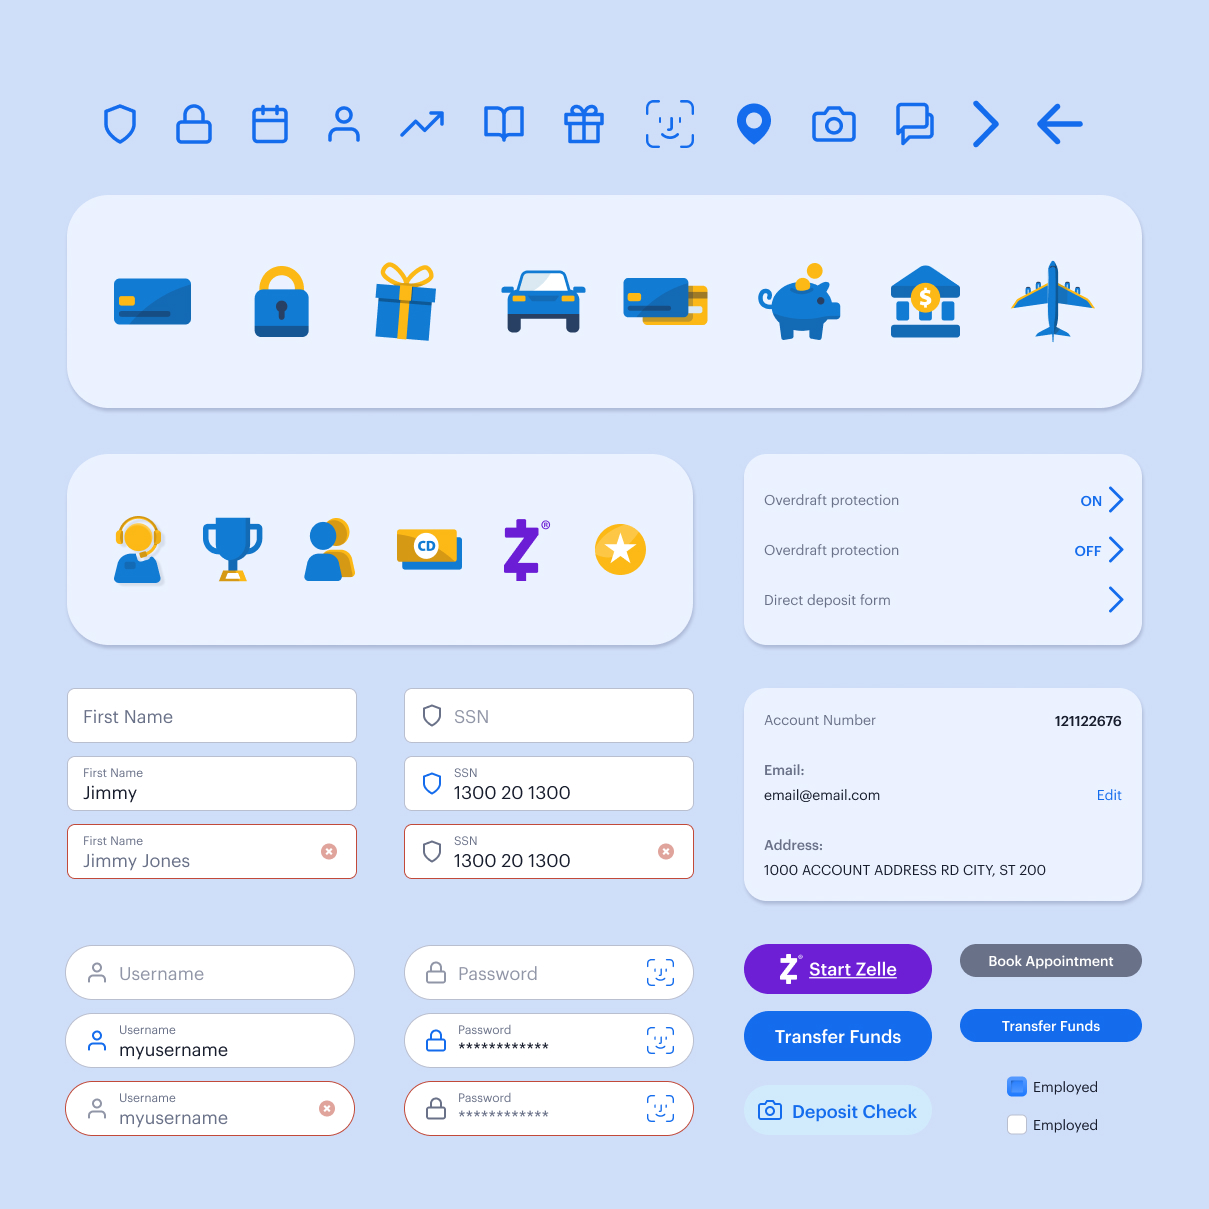 $
CD
®
Overdraft protection ON
Overdraft protection OFF
Direct deposit form
First Name
First Name
Jimmy
First Name
Jimmy Jones
SSN
SSN
1300 20 1300
SSN
1300 20 1300
Account Number 121122676
Email:
email@email.com Edit
Address:
1000 ACCOUNT ADDRESS RD CITY, ST 200
Username
Username
myusername
Username
myusername
Password
Password
************
Password
************
® Start Zelle
Transfer Funds
Deposit Check
Book Appointment
Transfer Funds
Employed
Employed